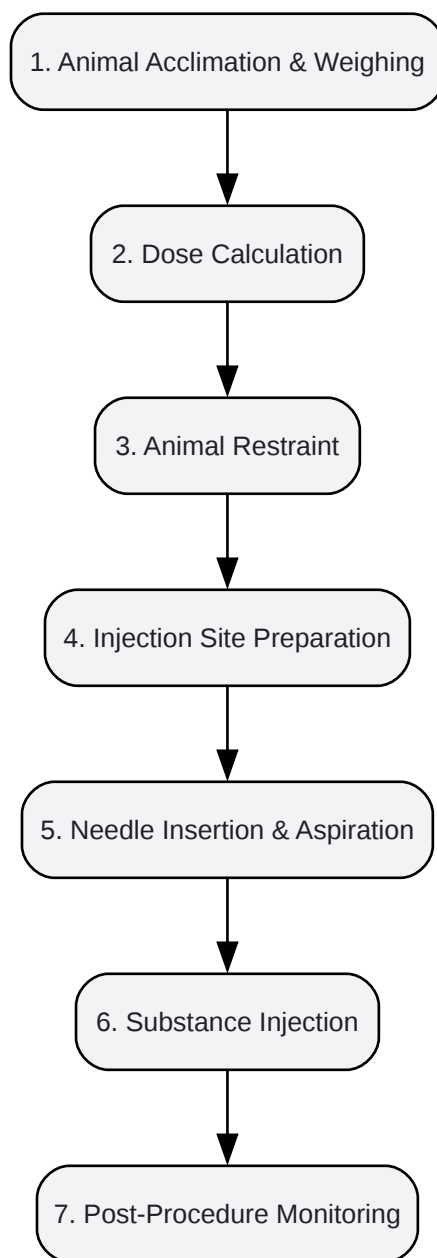 1. Animal Acclimation & Weighing
2. Dose Calculation
3. Animal Restraint
4. Injection Site Preparation
5. Needle Insertion & Aspiration
6. Substance Injection
7. Post-Procedure Monitoring